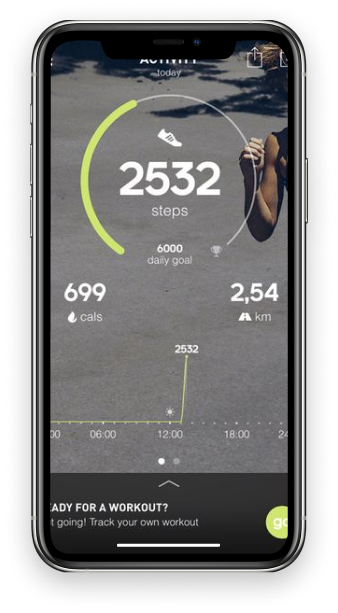 ACTIVITY
today
2532
steps
6000
daily goal
699
2,54
cals
km
2532
00 06:00 12:00 18:00 24
EADY FOR A WORKOUT?
t going! Track your own workout
go